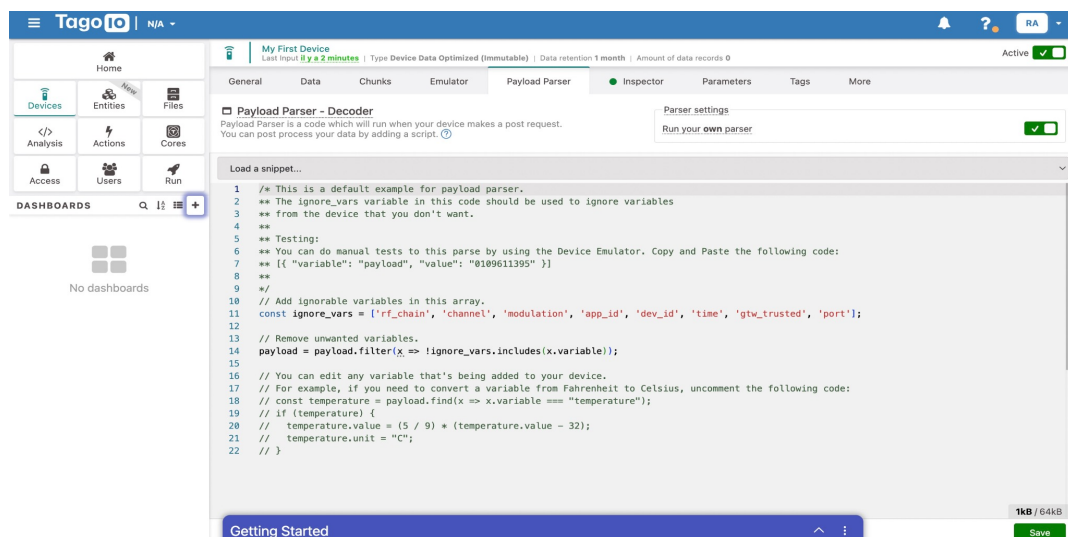 Tago IO | N/A
? RA
Home
Devices
Entities
New
Files
Analysis
Actions
Cores
Access
Users
Run
DASHBOARDS
No dashboards
My First Device
Last Input il y a 2 minutes | Type Device Data Optimized (Immutable) | Data retention 1 month | Amount of data records 0
Active
General Data Chunks Emulator Payload Parser Inspector Parameters Tags More
Payload Parser - Decoder
Payload Parser is a code which will run when your device makes a post request.
You can post process your data by adding a script. ?
Parser settings
Run your own parser
Load a snippet...
1 /* This is a default example for payload parser.
2 ** The ignore_vars variable in this code should be used to ignore variables
3 ** from the device that you don't want.
4 **
5 ** Testing:
6 ** You can do manual tests to this parse by using the Device Emulator. Copy and Paste the following code:
7 ** [{ "variable": "payload", "value": "0109611395" }]
8 **
9 */
10 // Add ignorable variables in this array.
11 const ignore_vars = ['rf_chain', 'channel', 'modulation', 'app_id', 'dev_id', 'time', 'gtw_trusted', 'port'];
12
13 // Remove unwanted variables.
14 payload = payload.filter(x => !ignore_vars.includes(x.variable));
15
16 // You can edit any variable that's being added to your device.
17 // For example, if you need to convert a variable from Fahrenheit to Celsius, uncomment the following code:
18 // const temperature = payload.find(x => x.variable === "temperature");
19 // if (temperature) {
20 //   temperature.value = (5 / 9) * (temperature.value - 32);
21 //   temperature.unit = "C";
22 // }
1kB / 64kB
Getting Started
Save